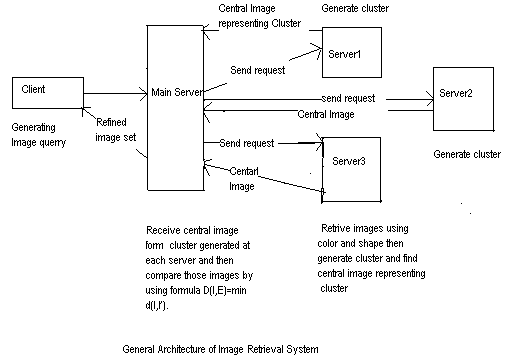 Central Image
representing Cluster
Generate cluster
Server1
Client
Main Server
Send request
send request
Server2
Central Image
Generating
Image querry
Refined
image set
Send request
Server3
Generate cluster
Centarl
Image
Receive central image
form cluster generated at
each server and then
compare those images by
using formula D(I,E)=min
d(I,I').
Retrive images using
color and shape then
generate cluster and find
central image representing
cluster
General Architecture of Image Retrieval System